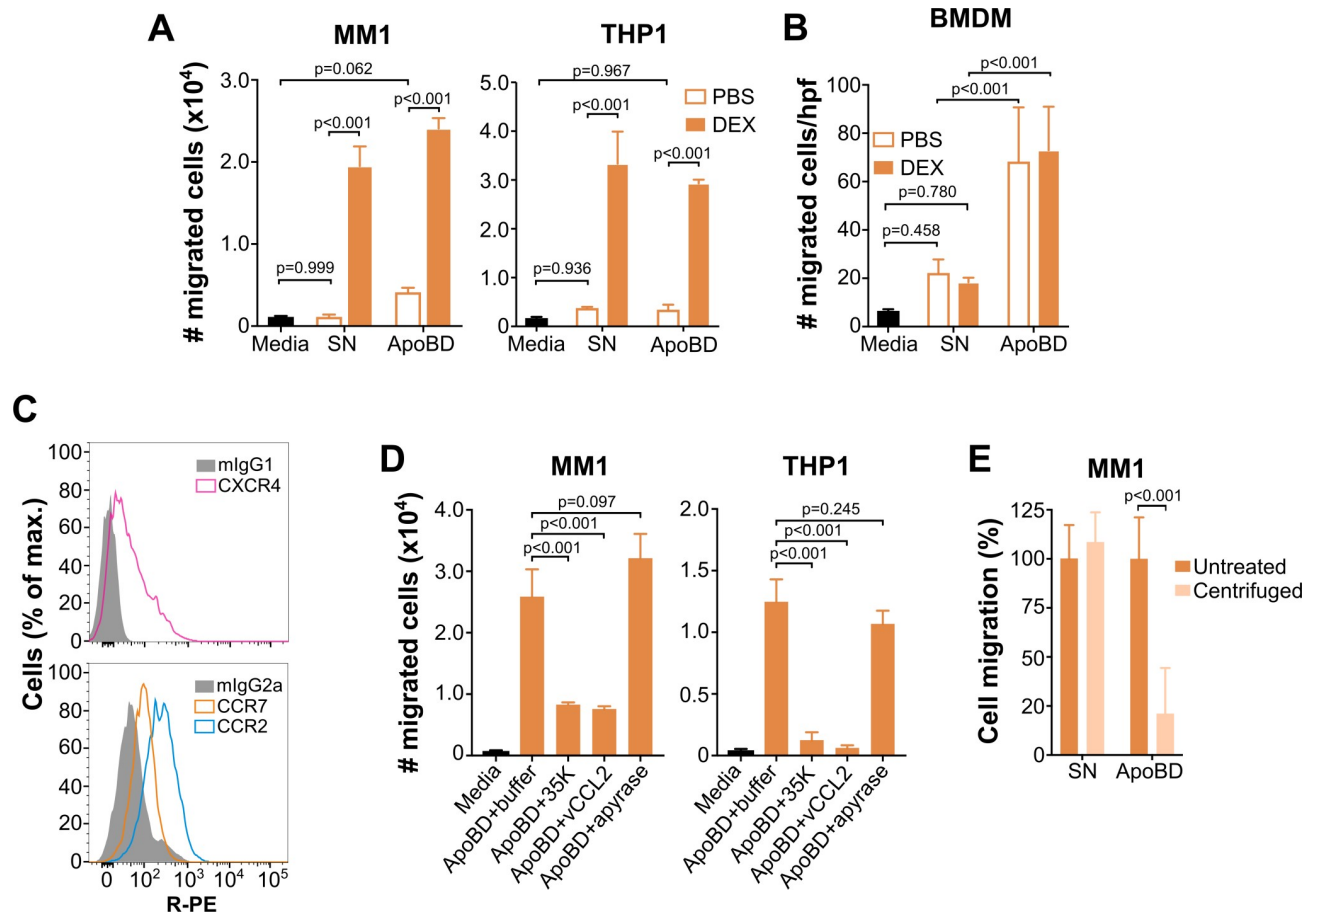 A
MM1
# migrated cells (x10⁴)
3.0
2.0
1.0
0
p=0.062
p<0.001
p<0.001
p=0.999
Media
SN
ApoBD
THP1
5.0
4.0
3.0
2.0
1.0
0
p=0.967
p<0.001
p<0.001
p=0.936
PBS
DEX
Media
SN
ApoBD
B
BMDM
# migrated cells/hpf
100
80
60
40
20
0
p<0.001
p<0.001
PBS
DEX
p=0.780
p=0.458
Media
SN
ApoBD
C
Cells (% of max.)
100
80
60
40
20
0
mIgG1
CXCR4
100
80
60
40
20
0
mIgG2a
CCR7
CCR2
0
10²
10³
10⁴
10⁵
R-PE
D
MM1
# migrated cells (x10⁴)
4.0
3.0
2.0
1.0
0
p=0.097
p<0.001
p<0.001
Media
ApoBD+buffer
ApoBD+35K
ApoBD+vCCL2
ApoBD+apyrase
THP1
2.0
1.5
1.0
0.5
0
p=0.245
p<0.001
p<0.001
Media
ApoBD+buffer
ApoBD+35K
ApoBD+vCCL2
ApoBD+apyrase
E
MM1
Cell migration (%)
125
100
75
50
20
0
p<0.001
Untreated
Centrifuged
SN
ApoBD